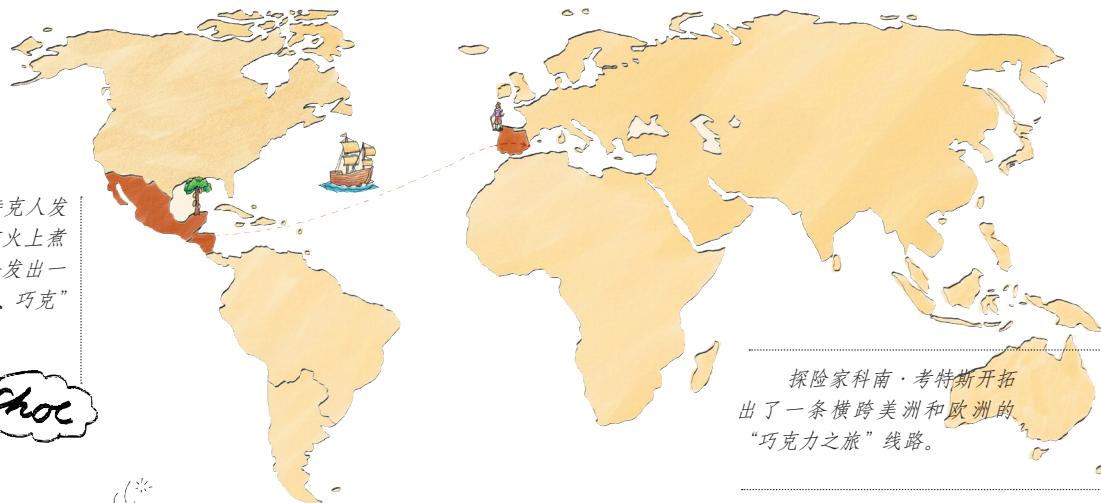 克人发
火上煮
发出一
、巧克”
choc
探险家科南·考特斯开拓
出了一条横跨美洲和欧洲的
“巧克力之旅”线路。